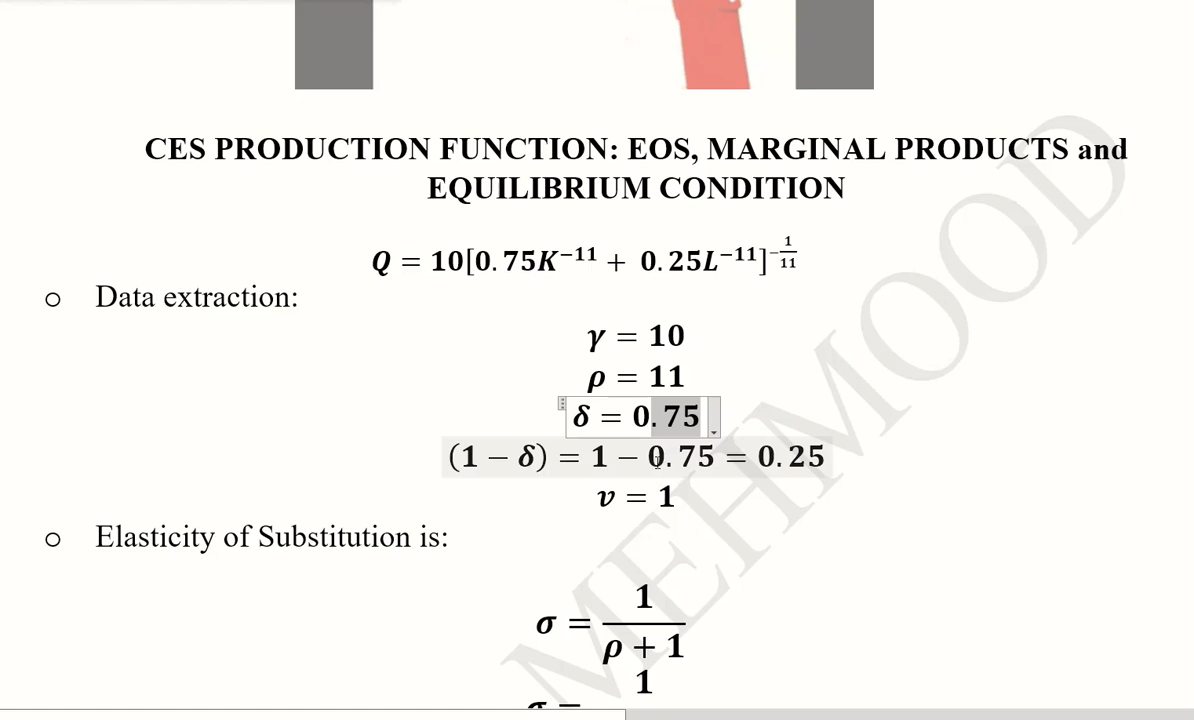 CES PRODUCTION FUNCTION: EOS, MARGINAL PRODUCTS and
EQUILIBRIUM CONDITION
Q = 10[0.75K⁻¹¹ + 0.25L⁻¹¹]^(-1/11)
○ Data extraction:
γ = 10
ρ = 11
δ = 0.75
(1 − δ) = 1 − 0.75 = 0.25
v = 1
○ Elasticity of Substitution is:
σ = 1/(ρ + 1)
σ = 1
MEHMOOD